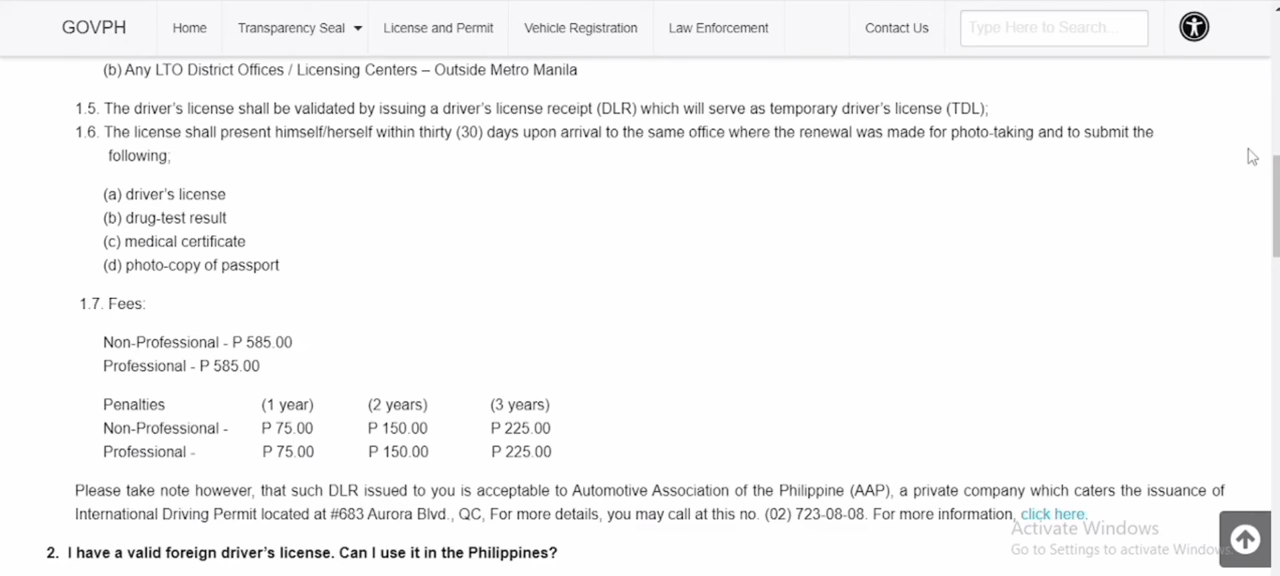 GOVPH Home Transparency Seal License and Permit Vehicle Registration Law Enforcement Contact Us Type Here to Search...
(b) Any LTO District Offices / Licensing Centers – Outside Metro Manila
1.5. The driver's license shall be validated by issuing a driver's license receipt (DLR) which will serve as temporary driver's license (TDL);
1.6. The license shall present himself/herself within thirty (30) days upon arrival to the same office where the renewal was made for photo-taking and to submit the
following;
(a) driver's license
(b) drug-test result
(c) medical certificate
(d) photo-copy of passport
1.7. Fees:
Non-Professional - P 585.00
Professional - P 585.00
Penalties (1 year) (2 years) (3 years)
Non-Professional - P 75.00 P 150.00 P 225.00
Professional - P 75.00 P 150.00 P 225.00
Please take note however, that such DLR issued to you is acceptable to Automotive Association of the Philippine (AAP), a private company which caters the issuance of
International Driving Permit located at #683 Aurora Blvd., QC, For more details, you may call at this no. (02) 723-08-08. For more information, click here.
Activate Windows
Go to Settings to activate Windows.
2. I have a valid foreign driver's license. Can I use it in the Philippines?